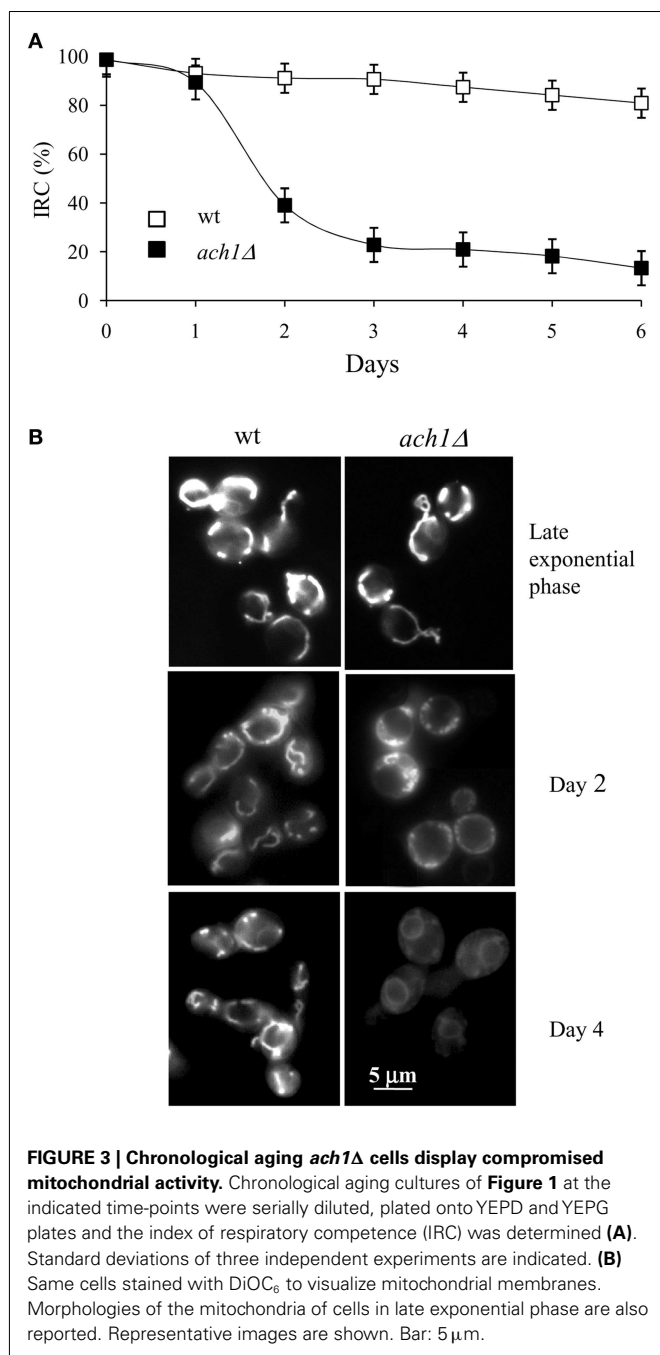 A
100
80
60
40
20
0
IRC (%)
wt
ach1Δ
0 1 2 3 4 5 6
Days
B
wt ach1Δ
Late
exponential
phase
Day 2
Day 4
5 μm
FIGURE 3 | Chronological aging ach1Δ cells display compromised
mitochondrial activity. Chronological aging cultures of Figure 1 at the
indicated time-points were serially diluted, plated onto YEPD and YEPG
plates and the index of respiratory competence (IRC) was determined (A).
Standard deviations of three independent experiments are indicated. (B)
Same cells stained with DiOC₆ to visualize mitochondrial membranes.
Morphologies of the mitochondria of cells in late exponential phase are also
reported. Representative images are shown. Bar: 5 μm.